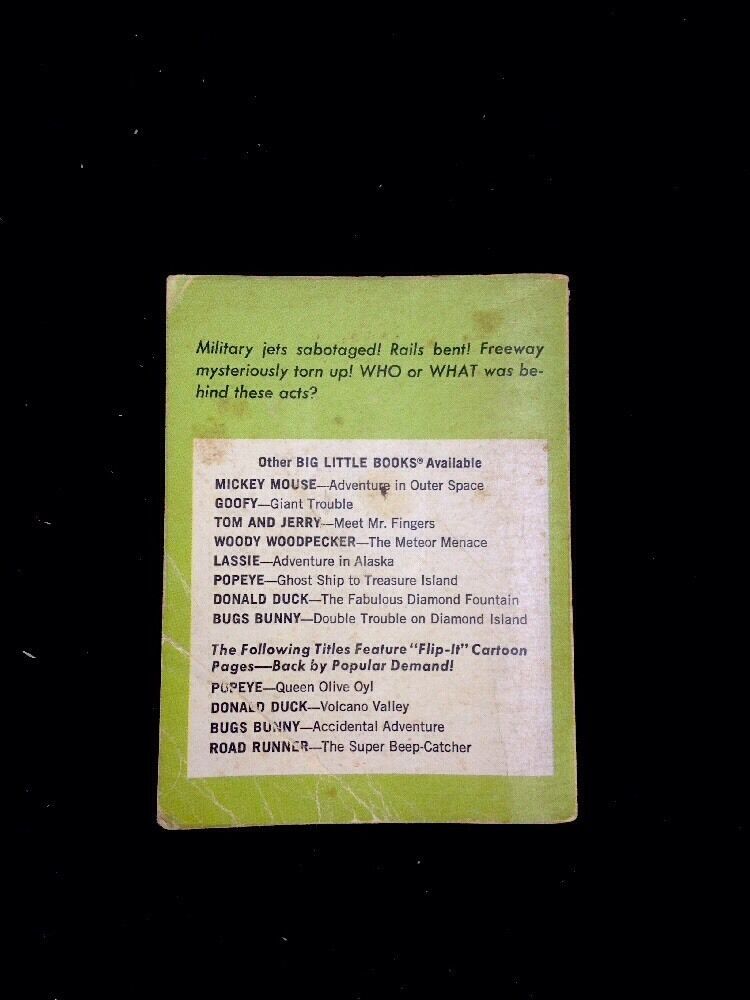 Military jets sabotaged! Rails bent! Freeway
mysteriously torn up! WHO or WHAT was be-
hind these acts?
Other BIG LITTLE BOOKS® Available
MICKEY MOUSE—Adventure in Outer Space
GOOFY—Giant Trouble
TOM AND JERRY—Meet Mr. Fingers
WOODY WOODPECKER—The Meteor Menace
LASSIE—Adventure in Alaska
POPEYE—Ghost Ship to Treasure Island
DONALD DUCK—The Fabulous Diamond Fountain
BUGS BUNNY—Double Trouble on Diamond Island
The Following Titles Feature "Flip-It" Cartoon
Pages—Back by Popular Demand!
POPEYE—Queen Olive Oyl
DONALD DUCK—Volcano Valley
BUGS BUNNY—Accidental Adventure
ROAD RUNNER—The Super Beep-Catcher